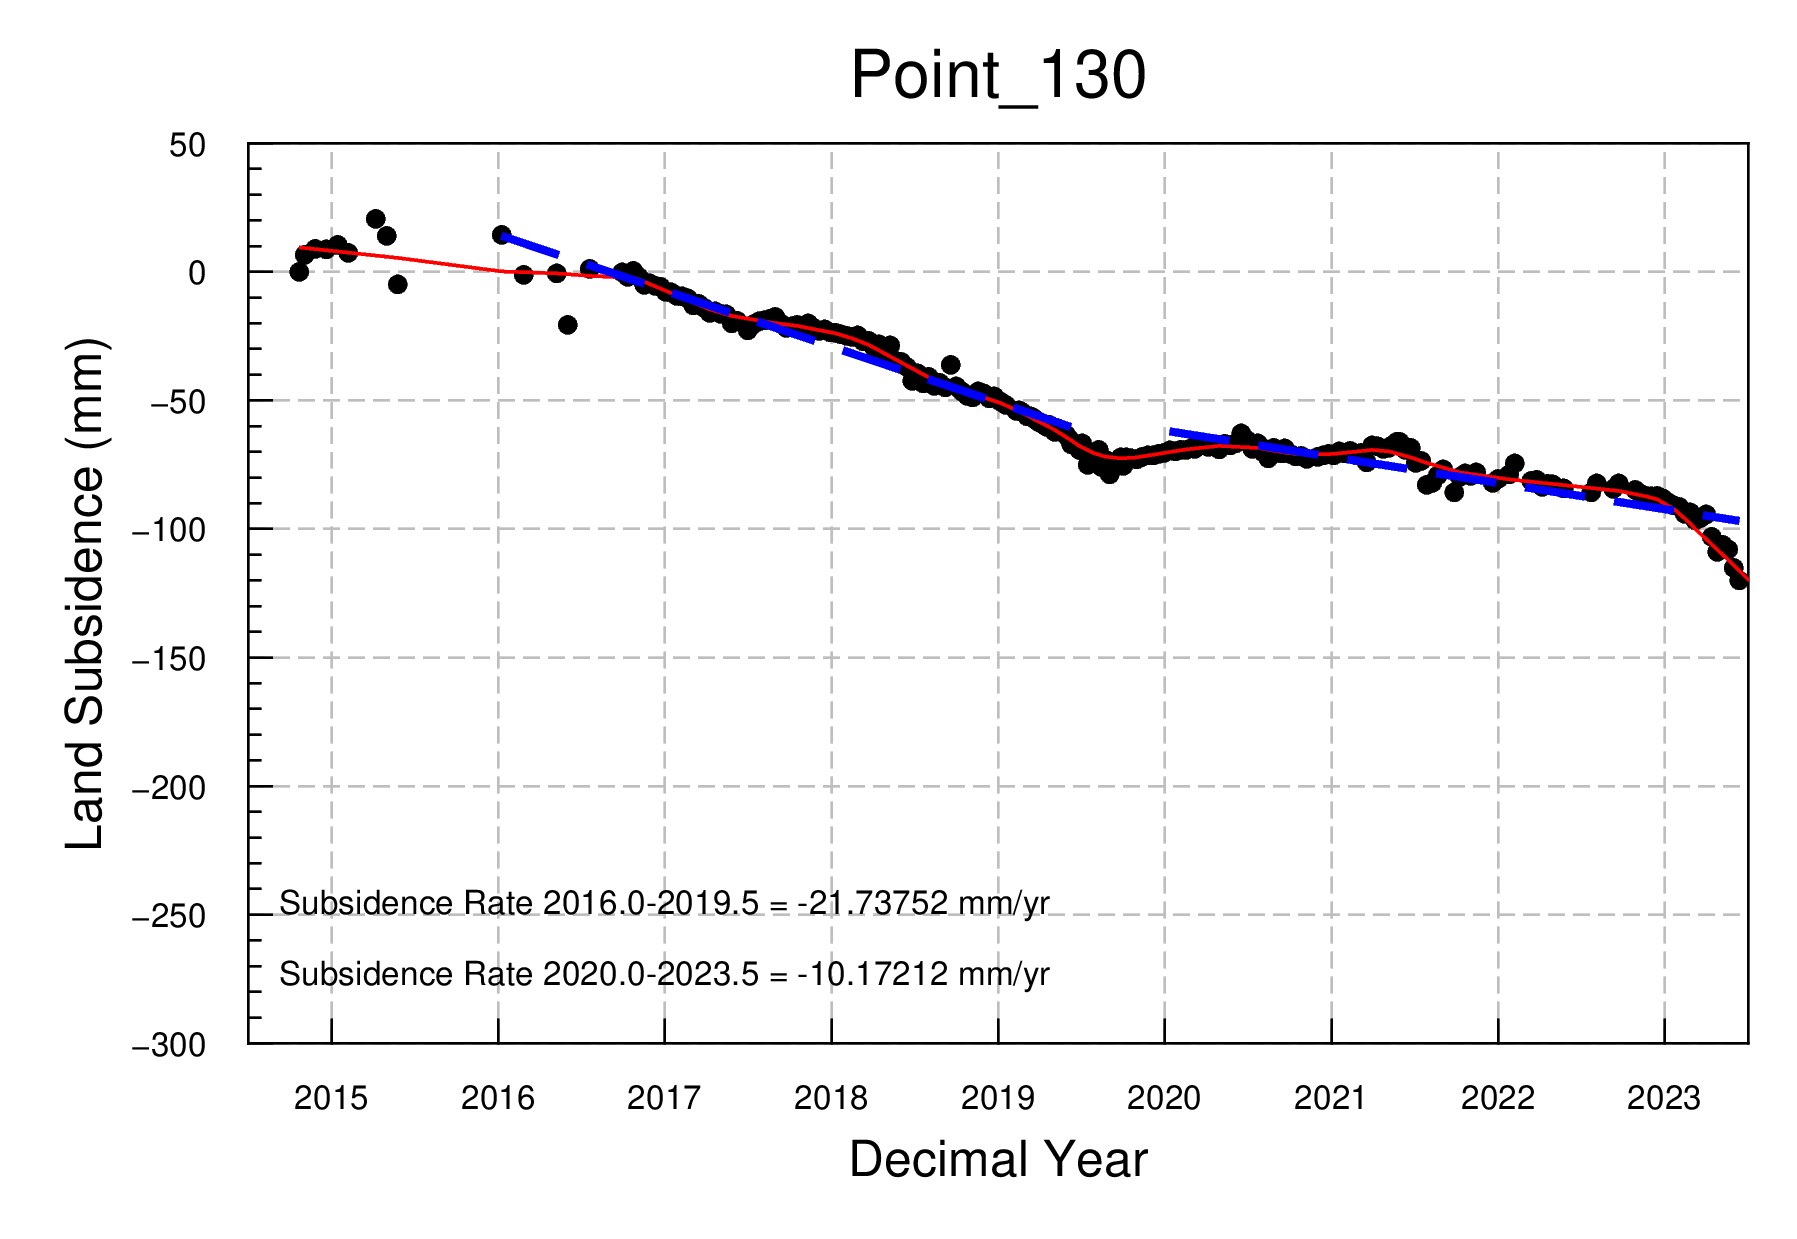 Point_130
50
0
−50
−100
−150
−200
−250
−300
Land Subsidence (mm)
Subsidence Rate 2016.0-2019.5 = -21.73752 mm/yr
Subsidence Rate 2020.0-2023.5 = -10.17212 mm/yr
2015 2016 2017 2018 2019 2020 2021 2022 2023
Decimal Year